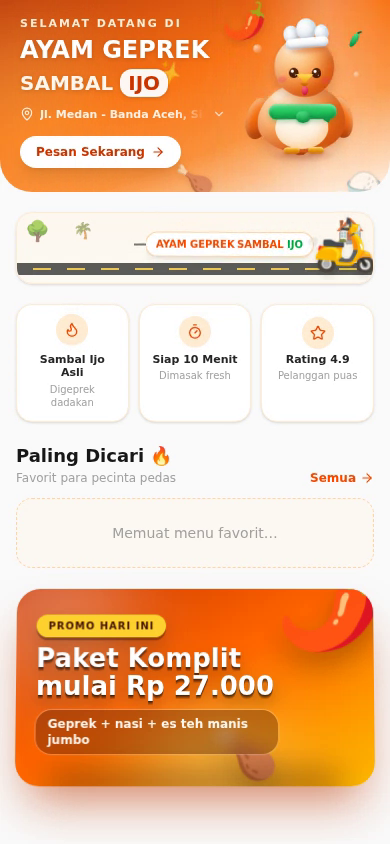 SELAMAT DATANG DI
AYAM GEPREK
SAMBAL IJO
Jl. Medan - Banda Aceh,
Pesan Sekarang
AYAM GEPREK SAMBAL IJO
Sambal Ijo
Asli
Digeprek
dadakan
Siap 10 Menit
Dimasak fresh
Rating 4.9
Pelanggan puas
Paling Dicari
Favorit para pecinta pedas
Semua
Memuat menu favorit...
PROMO HARI INI
Paket Komplit
mulai Rp 27.000
Geprek + nasi + es teh manis
jumbo